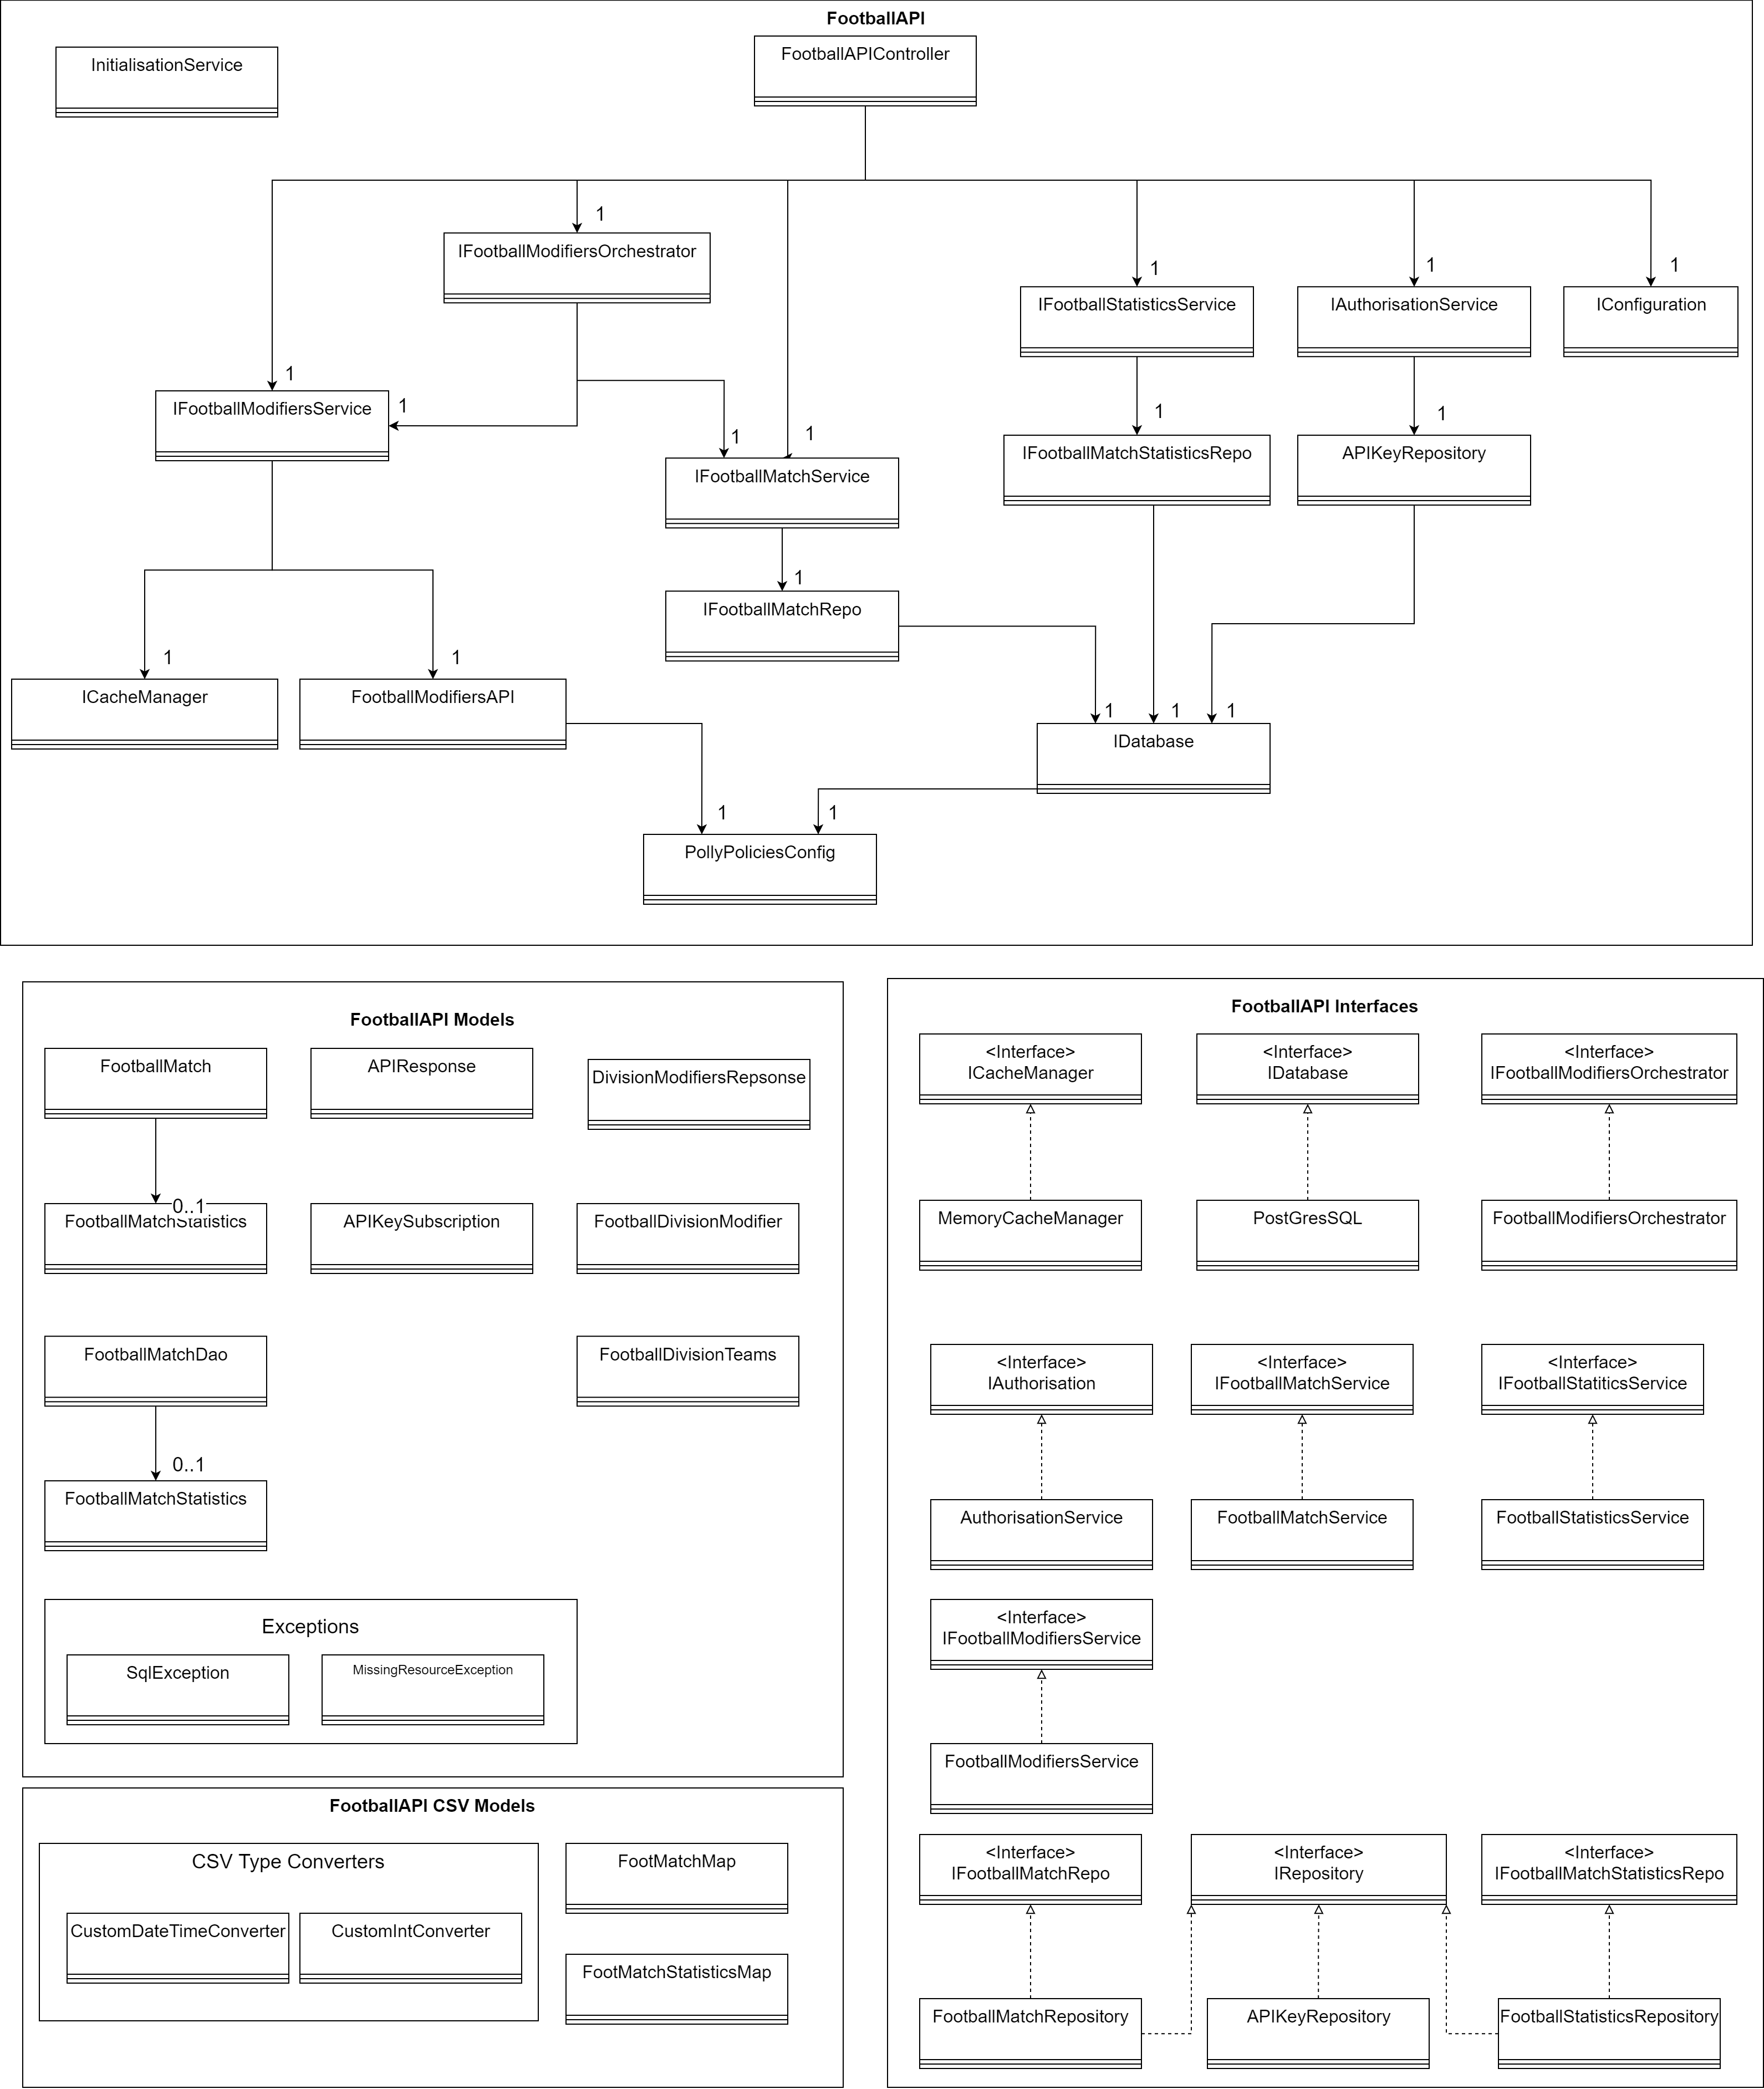 FootballAPI
InitialisationService
FootballAPIController
1
IFootballModifiersOrchestrator
1
IFootballStatisticsService
1
IAuthorisationService
1
IConfiguration
1
IFootballModifiersService
1
1
1
IFootballMatchService
1
IFootballMatchStatisticsRepo
1
APIKeyRepository
1
IFootballMatchRepo
1
ICacheManager
1
FootballModifiersAPI
1
1
1
IDatabase
1
1
PollyPoliciesConfig
FootballAPI Models
FootballMatch
APIResponse
DivisionModifiersRepsonse
0..1
FootballMatchStatistics
APIKeySubscription
FootballDivisionModifier
FootballMatchDao
FootballDivisionTeams
0..1
FootballMatchStatistics
Exceptions
SqlException
MissingResourceException
FootballAPI CSV Models
CSV Type Converters
CustomDateTimeConverter
CustomIntConverter
FootMatchMap
FootMatchStatisticsMap
FootballAPI Interfaces
<Interface>
ICacheManager
<Interface>
IDatabase
<Interface>
IFootballModifiersOrchestrator
MemoryCacheManager
PostGresSQL
FootballModifiersOrchestrator
<Interface>
IAuthorisation
<Interface>
IFootballMatchService
<Interface>
IFootballStatiticsService
AuthorisationService
FootballMatchService
FootballStatisticsService
<Interface>
IFootballModifiersService
FootballModifiersService
<Interface>
IFootballMatchRepo
<Interface>
IRepository
<Interface>
IFootballMatchStatisticsRepo
FootballMatchRepository
APIKeyRepository
FootballStatisticsRepository